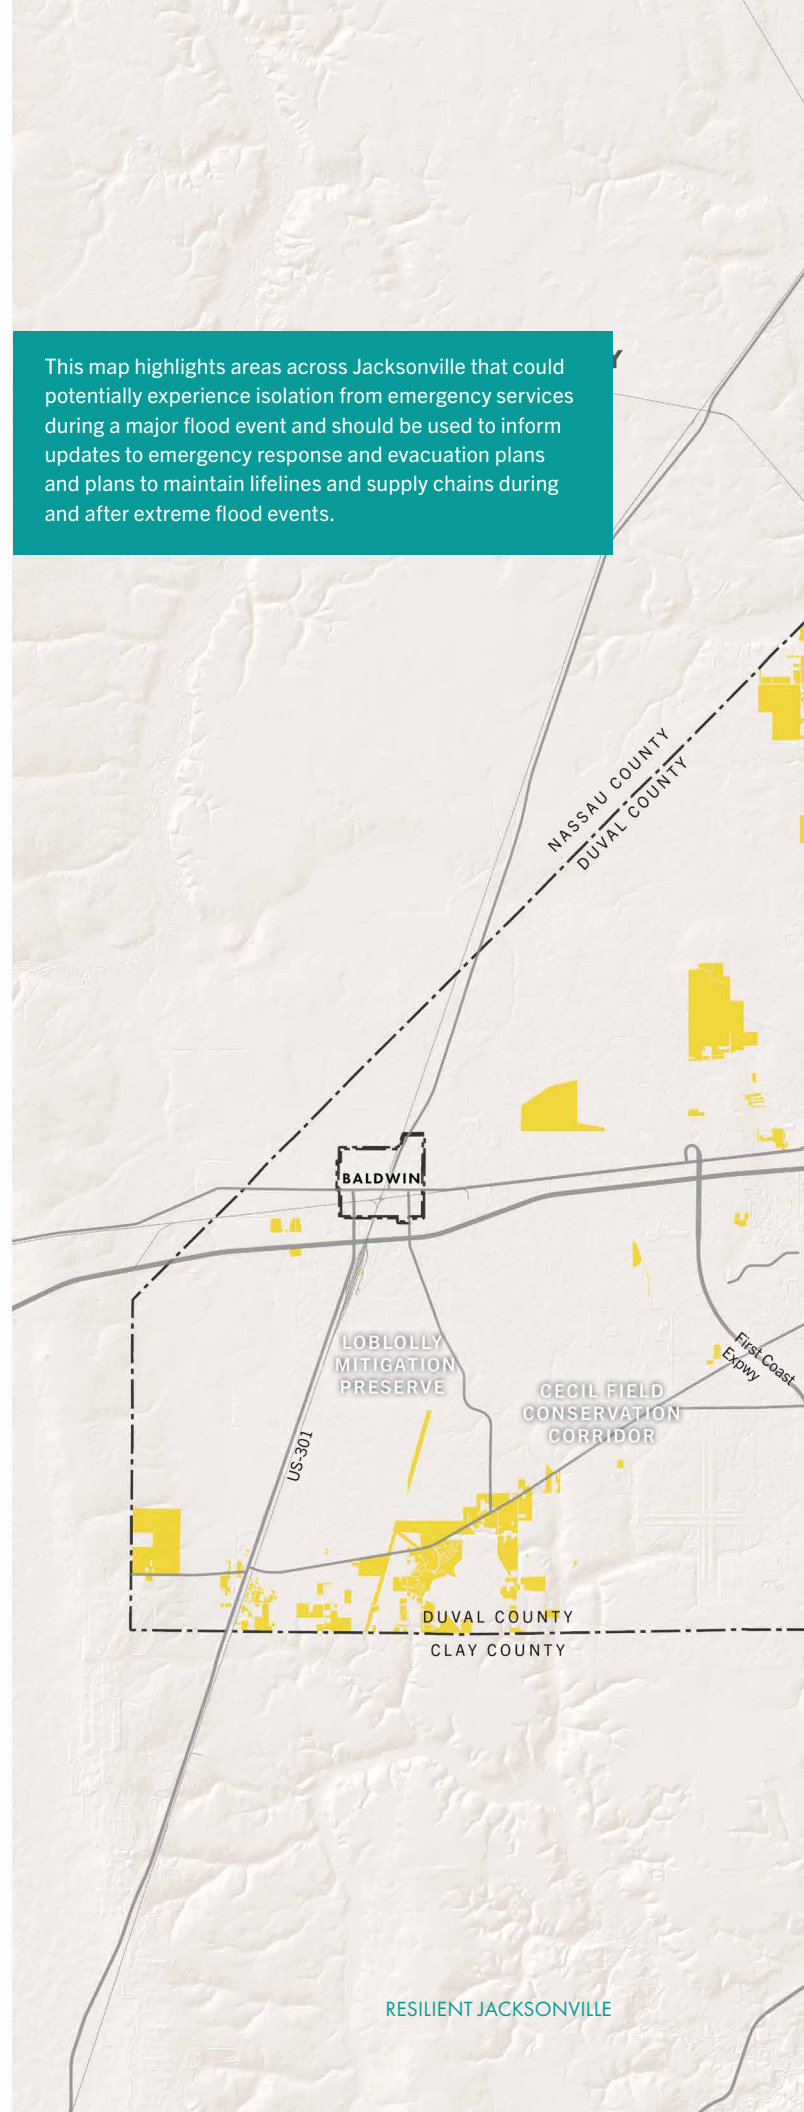 This map highlights areas across Jacksonville that could
potentially experience isolation from emergency services
during a major flood event and should be used to inform
updates to emergency response and evacuation plans
and plans to maintain lifelines and supply chains during
and after extreme flood events.
Y
NASSAU COUNTY
DUVAL COUNTY
BALDWIN
First Coast
Expwy
LOBLOLLY
MITIGATION
PRESERVE
CECIL FIELD
CONSERVATION
CORRIDOR
US-301
DUVAL COUNTY
CLAY COUNTY
RESILIENT JACKSONVILLE